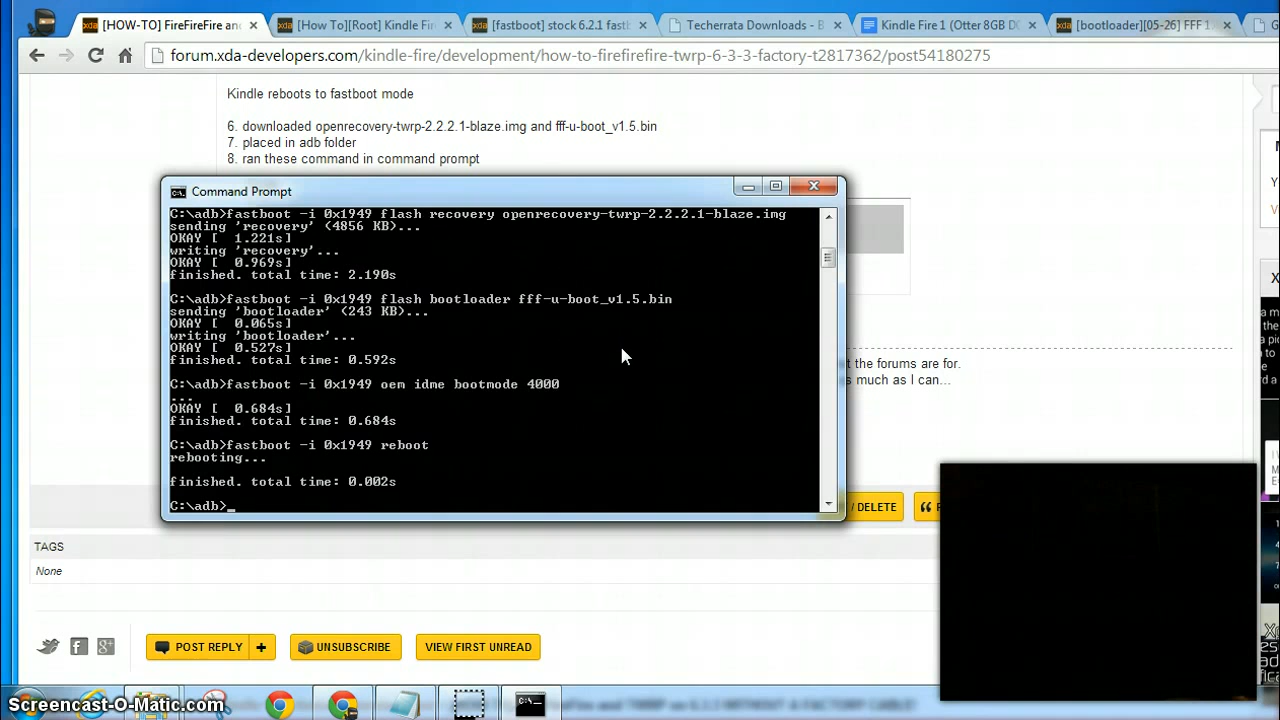 [HOW-TO] FireFireFire and
[How To][Root] Kindle Fire
[fastboot] stock 6.2.1 fastb
Techerrata Downloads - B
Kindle Fire 1 (Otter 8GB D
[bootloader][05-26] FFF 1.
forum.xda-developers.com/kindle-fire/development/how-to-firefirefire-twrp-6-3-3-factory-t2817362/post54180275
Kindle reboots to fastboot mode
6. downloaded openrecovery-twrp-2.2.2.1-blaze.img and fff-u-boot_v1.5.bin
7. placed in adb folder
8. ran these command in command prompt
Command Prompt
C:\adb>fastboot -i 0x1949 flash recovery openrecovery-twrp-2.2.2.1-blaze.img
sending 'recovery' (4856 KB)...
OKAY [  1.221s]
writing 'recovery'...
OKAY [  0.969s]
finished. total time: 2.190s
C:\adb>fastboot -i 0x1949 flash bootloader fff-u-boot_v1.5.bin
sending 'bootloader' (243 KB)...
OKAY [  0.065s]
writing 'bootloader'...
OKAY [  0.527s]
finished. total time: 0.592s
C:\adb>fastboot -i 0x1949 oem idme bootmode 4000
...
OKAY [  0.684s]
finished. total time: 0.684s
C:\adb>fastboot -i 0x1949 reboot
rebooting...
finished. total time: 0.002s
C:\adb>_
t the forums are for.
s much as I can...
/ DELETE
TAGS
None
POST REPLY +
UNSUBSCRIBE
VIEW FIRST UNREAD
Screencast-O-Matic.com